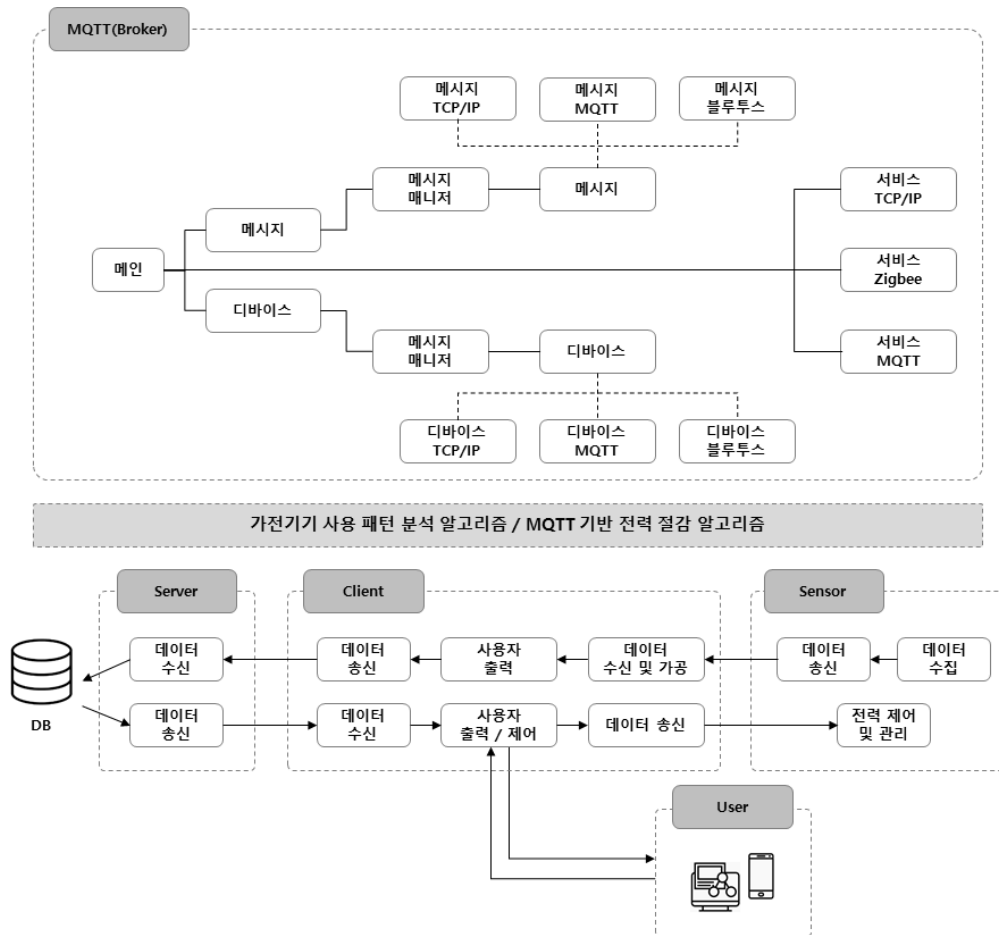 MQTT(Broker)
메시지
TCP/IP
메시지
MQTT
메시지
블루투스
메시지
매니저
메시지
서비스
TCP/IP
메시지
메인
서비스
Zigbee
디바이스
메시지
매니저
디바이스
서비스
MQTT
디바이스
TCP/IP
디바이스
MQTT
디바이스
블루투스
가전기기 사용 패턴 분석 알고리즘 / MQTT 기반 전력 절감 알고리즘
Server
Client
Sensor
데이터
수신
데이터
송신
사용자
출력
데이터
수신 및 가공
데이터
송신
데이터
수집
DB
데이터
송신
데이터
수신
사용자
출력 / 제어
데이터 송신
전력 제어
및 관리
User